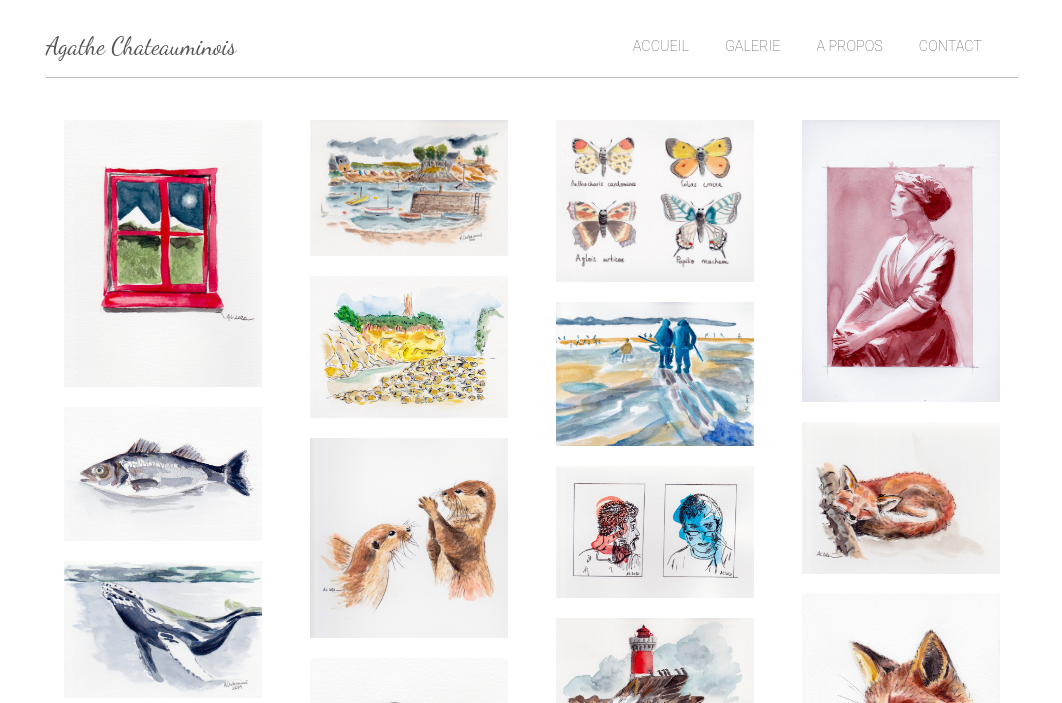 Agathe Chateauminois
ACCUEIL GALERIE A PROPOS CONTACT
Anthocharis cardamines
Colias crocea
Aglais urticae
Papilio machaon